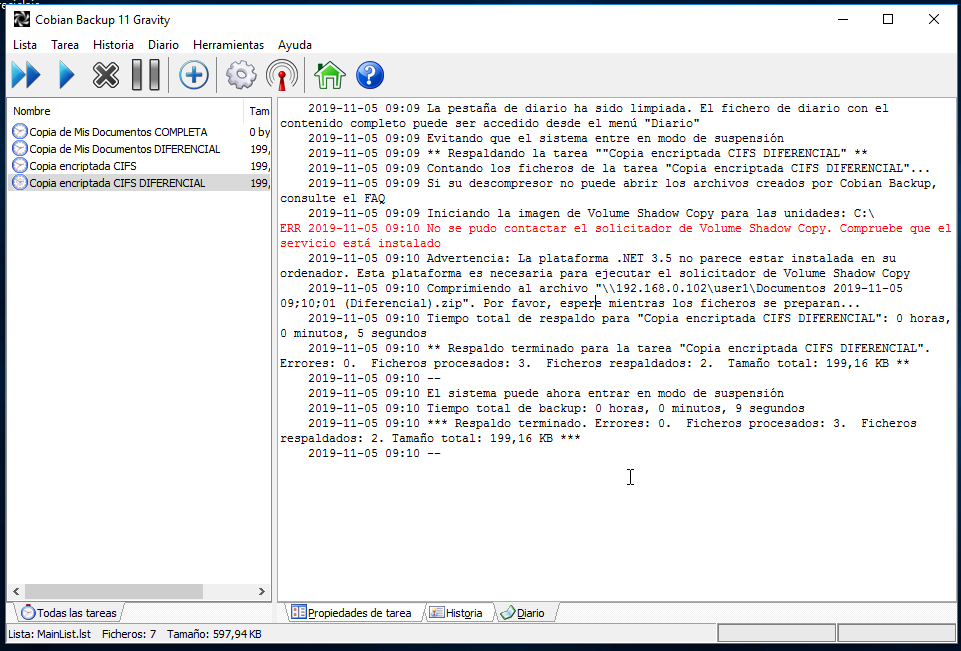 Cobian Backup 11 Gravity
Lista Tarea Historia Diario Herramientas Ayuda
Nombre Tam
Copia de Mis Documentos COMPLETA 0 by
Copia de Mis Documentos DIFERENCIAL 199,
Copia encriptada CIFS 199,
Copia encriptada CIFS DIFERENCIAL 199,
2019-11-05 09:09 La pestaña de diario ha sido limpiada. El fichero de diario con el
contenido completo puede ser accedido desde el menú "Diario"
2019-11-05 09:09 Evitando que el sistema entre en modo de suspensión
2019-11-05 09:09 ** Respaldando la tarea ""Copia encriptada CIFS DIFERENCIAL" **
2019-11-05 09:09 Contando los ficheros de la tarea "Copia encriptada CIFS DIFERENCIAL"...
2019-11-05 09:09 Si su descompresor no puede abrir los archivos creados por Cobian Backup,
consulte el FAQ
2019-11-05 09:09 Iniciando la imagen de Volume Shadow Copy para las unidades: C:\
ERR 2019-11-05 09:10 No se pudo contactar el solicitador de Volume Shadow Copy. Compruebe que el
servicio está instalado
2019-11-05 09:10 Advertencia: La plataforma .NET 3.5 no parece estar instalada en su
ordenador. Esta plataforma es necesaria para ejecutar el solicitador de Volume Shadow Copy
2019-11-05 09:10 Comprimiendo al archivo "\\192.168.0.102\user1\Documentos 2019-11-05
09;10;01 (Diferencial).zip". Por favor, espere mientras los ficheros se preparan...
2019-11-05 09:10 Tiempo total de respaldo para "Copia encriptada CIFS DIFERENCIAL": 0 horas,
0 minutos, 5 segundos
2019-11-05 09:10 ** Respaldo terminado para la tarea "Copia encriptada CIFS DIFERENCIAL".
Errores: 0.  Ficheros procesados: 3.  Ficheros respaldados: 2.  Tamaño total: 199,16 KB **
2019-11-05 09:10 --
2019-11-05 09:10 El sistema puede ahora entrar en modo de suspensión
2019-11-05 09:10 Tiempo total de backup: 0 horas, 0 minutos, 9 segundos
2019-11-05 09:10 *** Respaldo terminado. Errores: 0.  Ficheros procesados: 3.  Ficheros
respaldados: 2. Tamaño total: 199,16 KB ***
2019-11-05 09:10 --
Todas las tareas Propiedades de tarea Historia Diario
Lista: MainList.lst Ficheros: 7 Tamaño: 597,94 KB